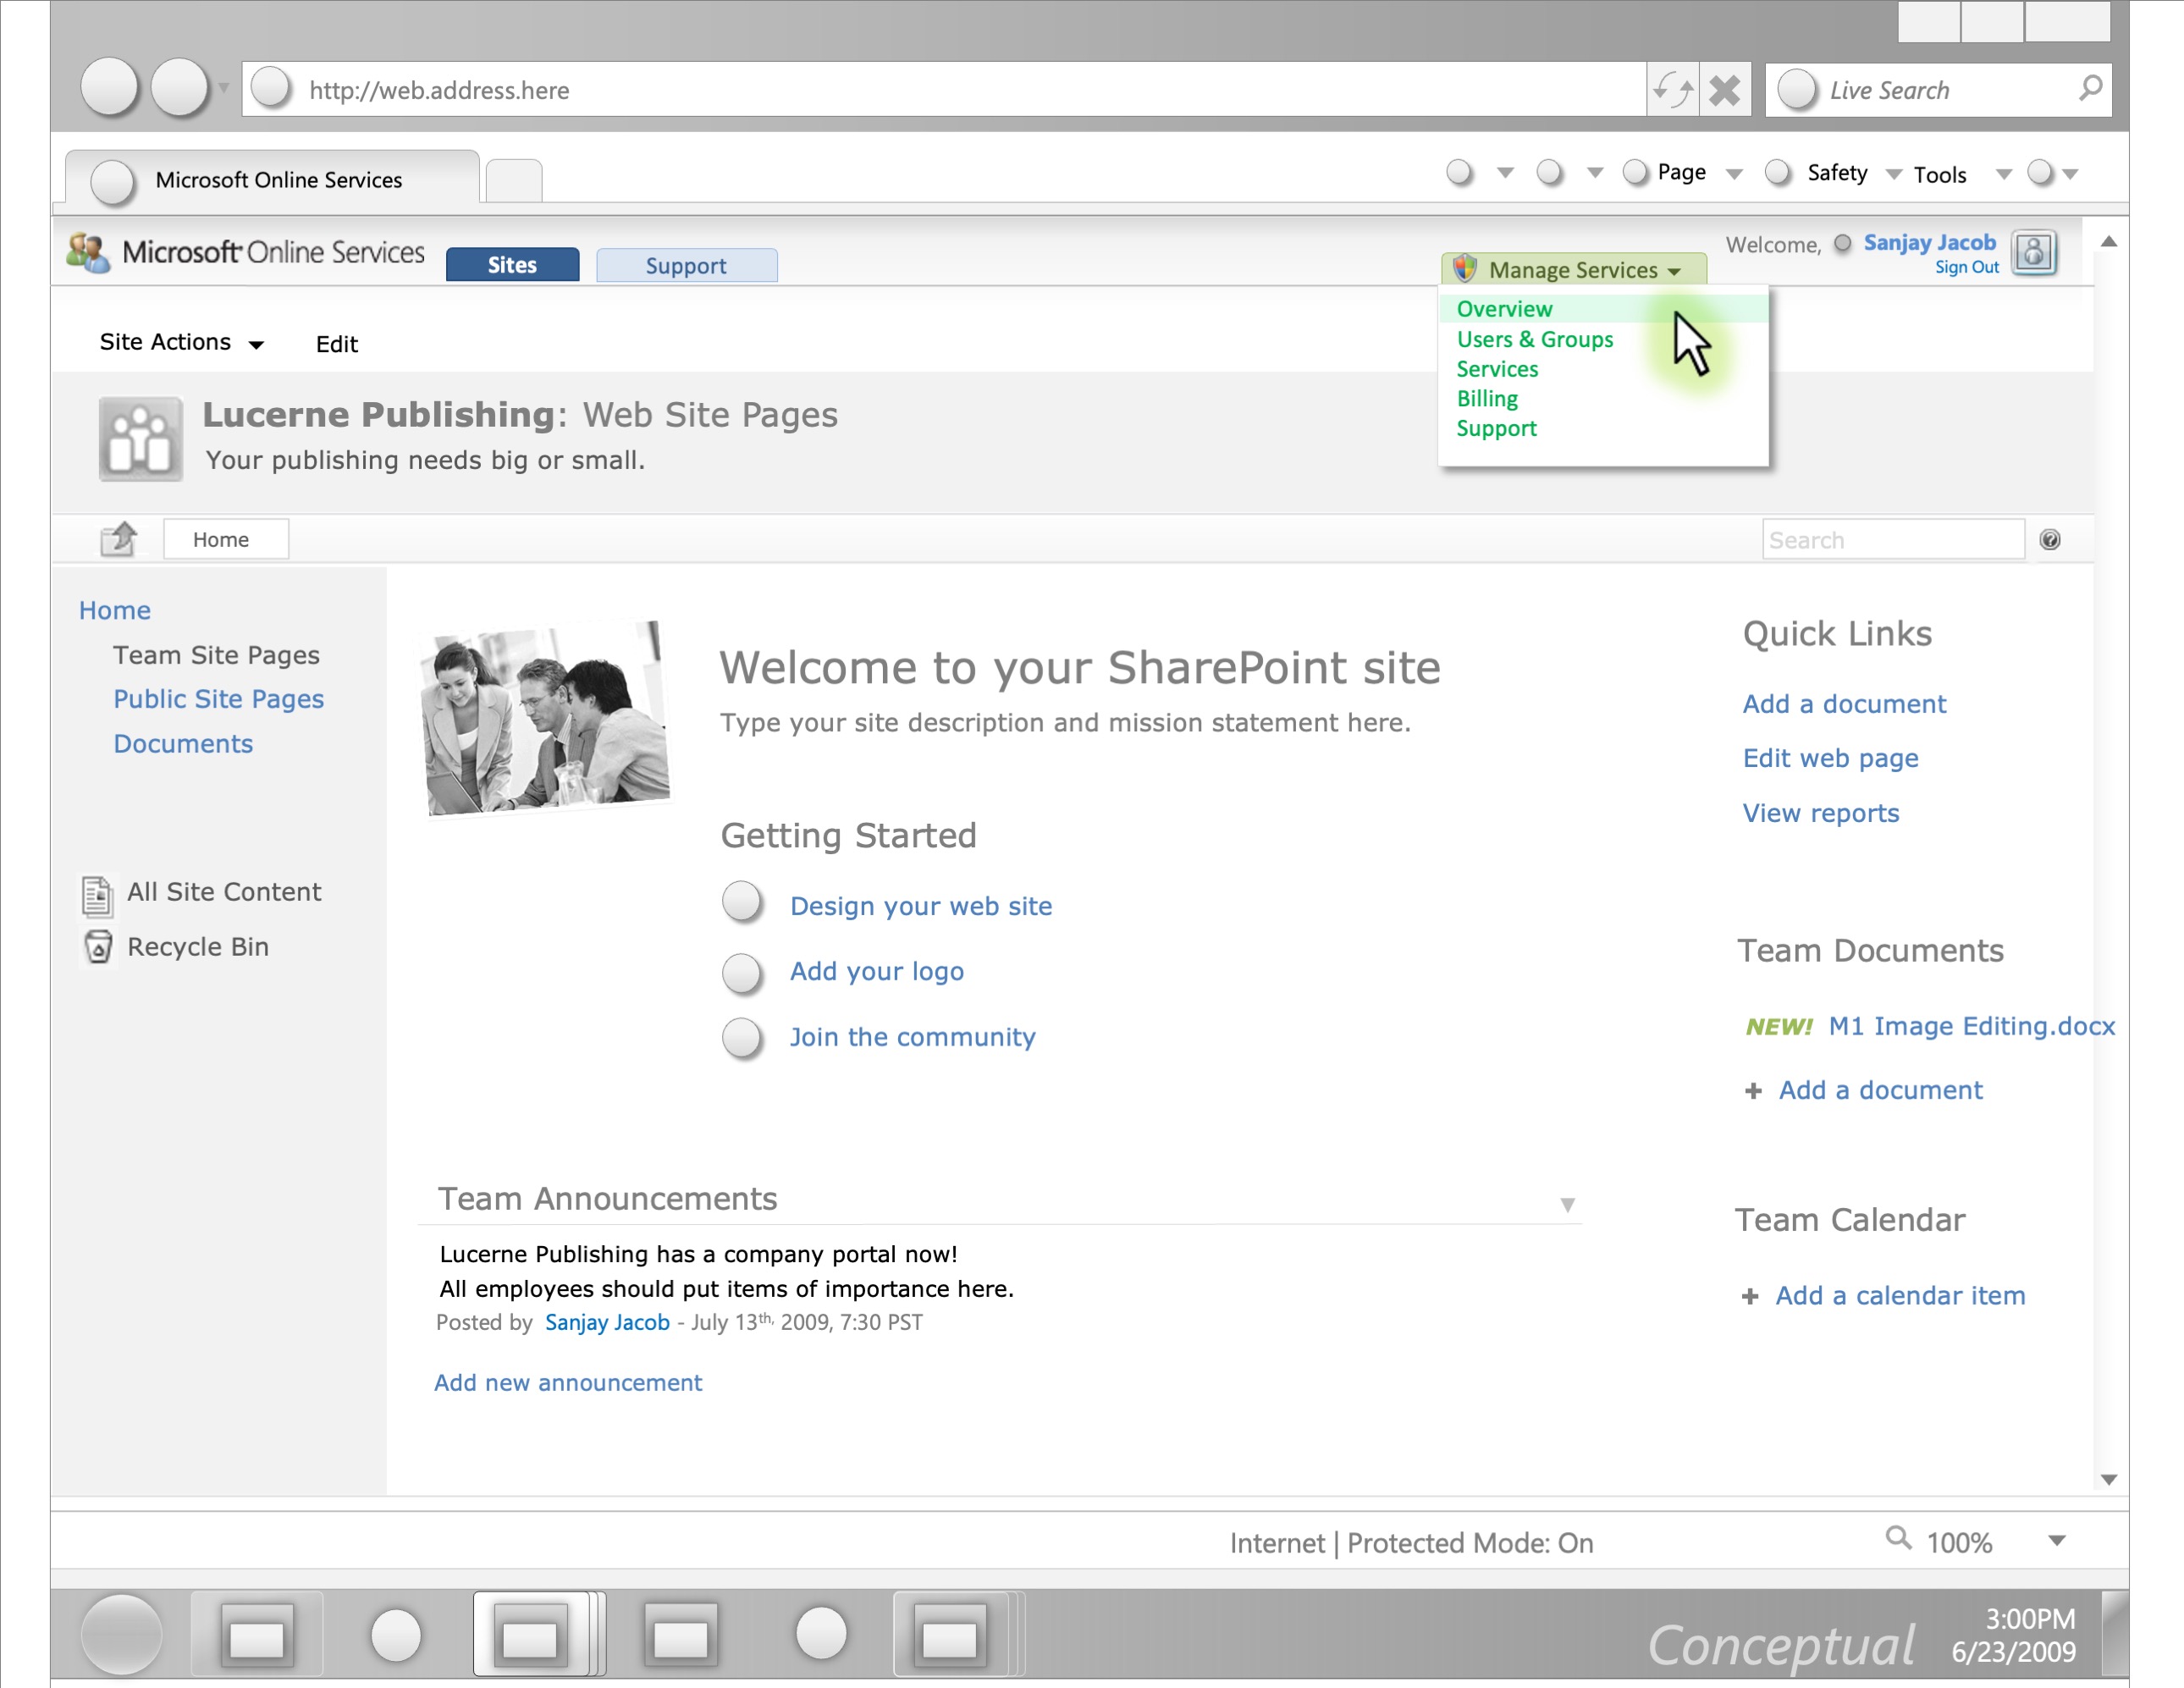 http://web.address.here
Live Search
Microsoft Online Services
Page
Safety
Tools
Microsoft Online Services
Sites
Support
Manage Services
Welcome, Sanjay Jacob
Sign Out
Overview
Users & Groups
Services
Billing
Support
Site Actions
Edit
Lucerne Publishing: Web Site Pages
Your publishing needs big or small.
Home
Search
Home
Team Site Pages
Public Site Pages
Documents
All Site Content
Recycle Bin
Welcome to your SharePoint site
Type your site description and mission statement here.
Getting Started
Design your web site
Add your logo
Join the community
Team Announcements
Lucerne Publishing has a company portal now!
All employees should put items of importance here.
Posted by Sanjay Jacob - July 13th, 2009, 7:30 PST
Add new announcement
Quick Links
Add a document
Edit web page
View reports
Team Documents
NEW! M1 Image Editing.docx
+ Add a document
Team Calendar
+ Add a calendar item
Internet | Protected Mode: On
100%
Conceptual
3:00PM
6/23/2009